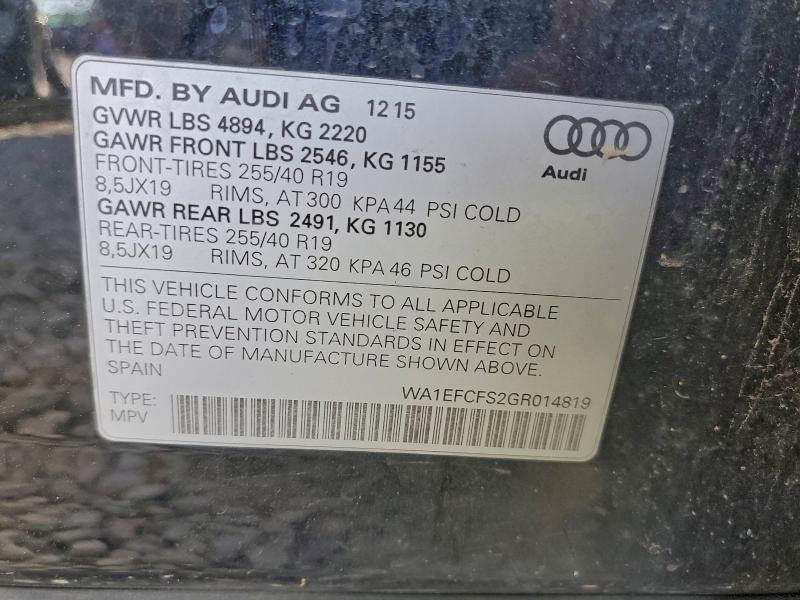 MFD. BY AUDI AG 12 15
GVWR LBS 4894, KG 2220
GAWR FRONT LBS 2546, KG 1155
FRONT-TIRES 255/40 R19
8,5JX19 RIMS, AT 300 KPA 44 PSI COLD
GAWR REAR LBS 2491, KG 1130
REAR-TIRES 255/40 R19
8,5JX19 RIMS, AT 320 KPA 46 PSI COLD
Audi
THIS VEHICLE CONFORMS TO ALL APPLICABLE
U.S. FEDERAL MOTOR VEHICLE SAFETY AND
THEFT PREVENTION STANDARDS IN EFFECT ON
THE DATE OF MANUFACTURE SHOWN ABOVE.
SPAIN
WA1EFCFS2GR014819
TYPE:
MPV